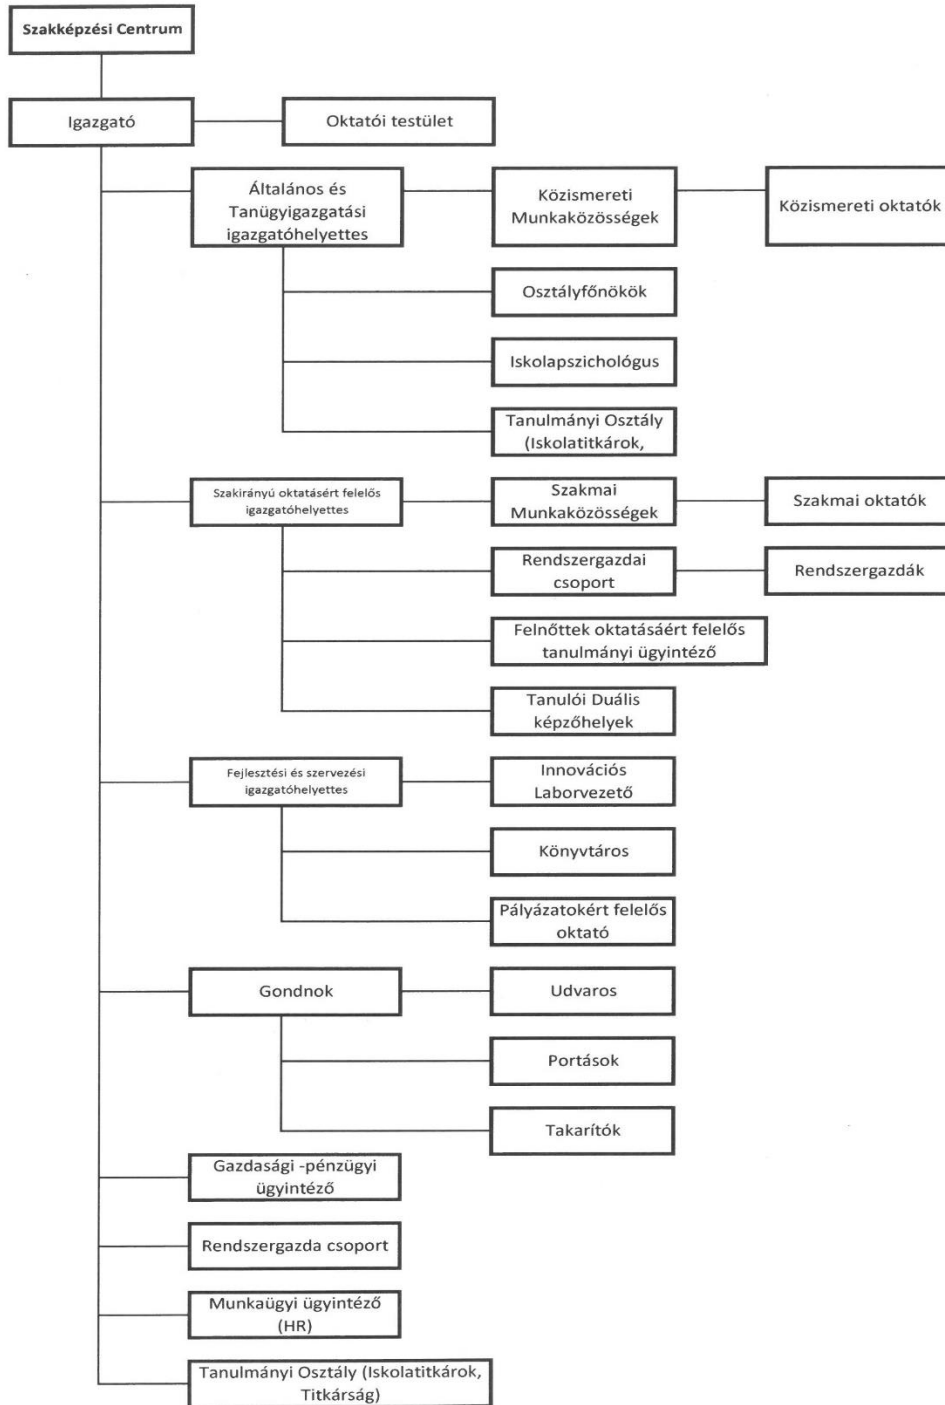 Szakképzési Centrum
Igazgató
Oktatói testület
Általános és
Tanügyigazgatási
igazgatóhelyettes
Közismereti
Munkaközösségek
Közismereti oktatók
Osztályfőnökök
Iskolapszichológus
Tanulmányi Osztály
(Iskolatitkárok,
Szakirányú oktatásért felelős
igazgatóhelyettes
Szakmai
Munkaközösségek
Szakmai oktatók
Rendszergazdai
csoport
Rendszergazdák
Felnőttek oktatásáért felelős
tanulmányi ügyintéző
Tanulói Duális
képzőhelyek
Fejlesztési és szervezési
igazgatóhelyettes
Innovációs
Laborvezető
Könyvtáros
Pályázatokért felelős
oktató
Gondnok
Udvaros
Portások
Takarítók
Gazdasági -pénzügyi
ügyintéző
Rendszergazda csoport
Munkaügyi ügyintéző
(HR)
Tanulmányi Osztály (Iskolatitkárok,
Titkárság)